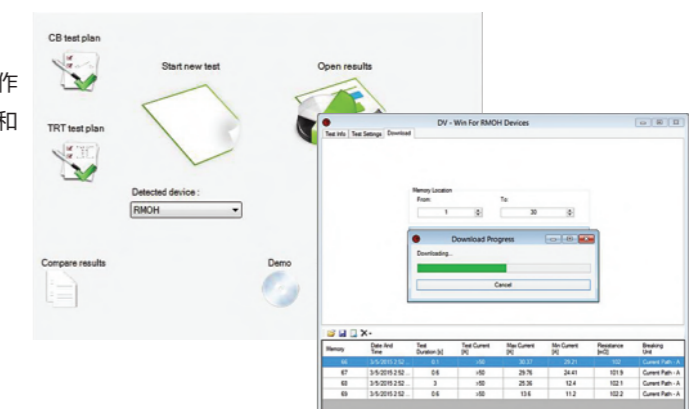 作
和
CB test plan
Start new test
Open results
TRT test plan
Detected device :
RMOH
Compare results
Demo
DV - Win For RMOH Devices
Test Info Test Settings Download
Memory Location
From: To:
1 30
Download Progress
Downloading...
Cancel
Memory Date And Time Test Duration [s] Test Current [A] Max Current [A] Min Current [A] Resistance [mΩ] Breaking Unit
66 3/5/2015 2:52 ... 0.1 >50 30.37 29.21 102 Current Path - A
67 3/5/2015 2:52 ... 0.6 >50 29.76 24.41 101.9 Current Path - A
68 3/5/2015 2:52 ... 3 >50 25.36 12.4 102.1 Current Path - A
69 3/5/2015 2:52 ... 0.6 >50 13.6 11.2 102.2 Current Path - A